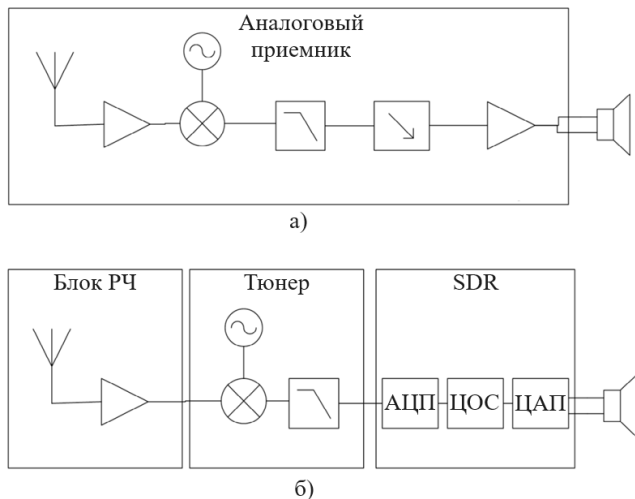 Аналоговый
приемник
а)
Блок РЧ
Тюнер
SDR
АЦП
ЦОС
ЦАП
б)